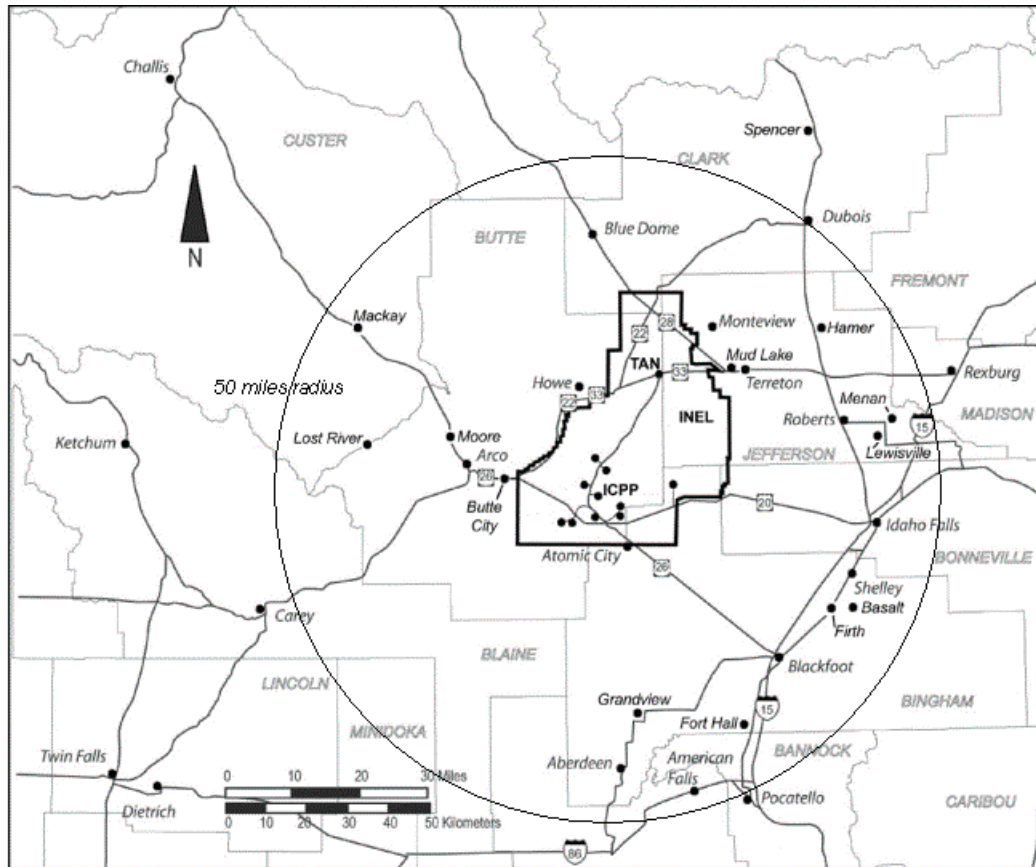 Challis
CUSTER
Spencer
CLARK
N
BUTTE
Blue Dome
Dubois
FREMONT
Mackay
28
22
Monteview
Hamer
TAN
33
Mud Lake
Terreton
Rexburg
50 miles radius
Howe
33
22
INEL
Menan
MADISON
Roberts
15
Ketchum
Lost River
Moore
Arco
Lewisville
JEFFERSON
26
Butte
City
ICPP
20
Idaho Falls
Atomic City
BONNEVILLE
26
Shelley
Basalt
Carey
Firth
BLAINE
Blackfoot
LINCOLN
BINGHAM
Grandview
15
MINIDOKA
Fort Hall
BANNOCK
Twin Falls
Aberdeen
American
Falls
0 10 20 30 Miles
Pocatello
CARIBOU
Dietrich
0 10 20 30 40 50 Kilometers
86